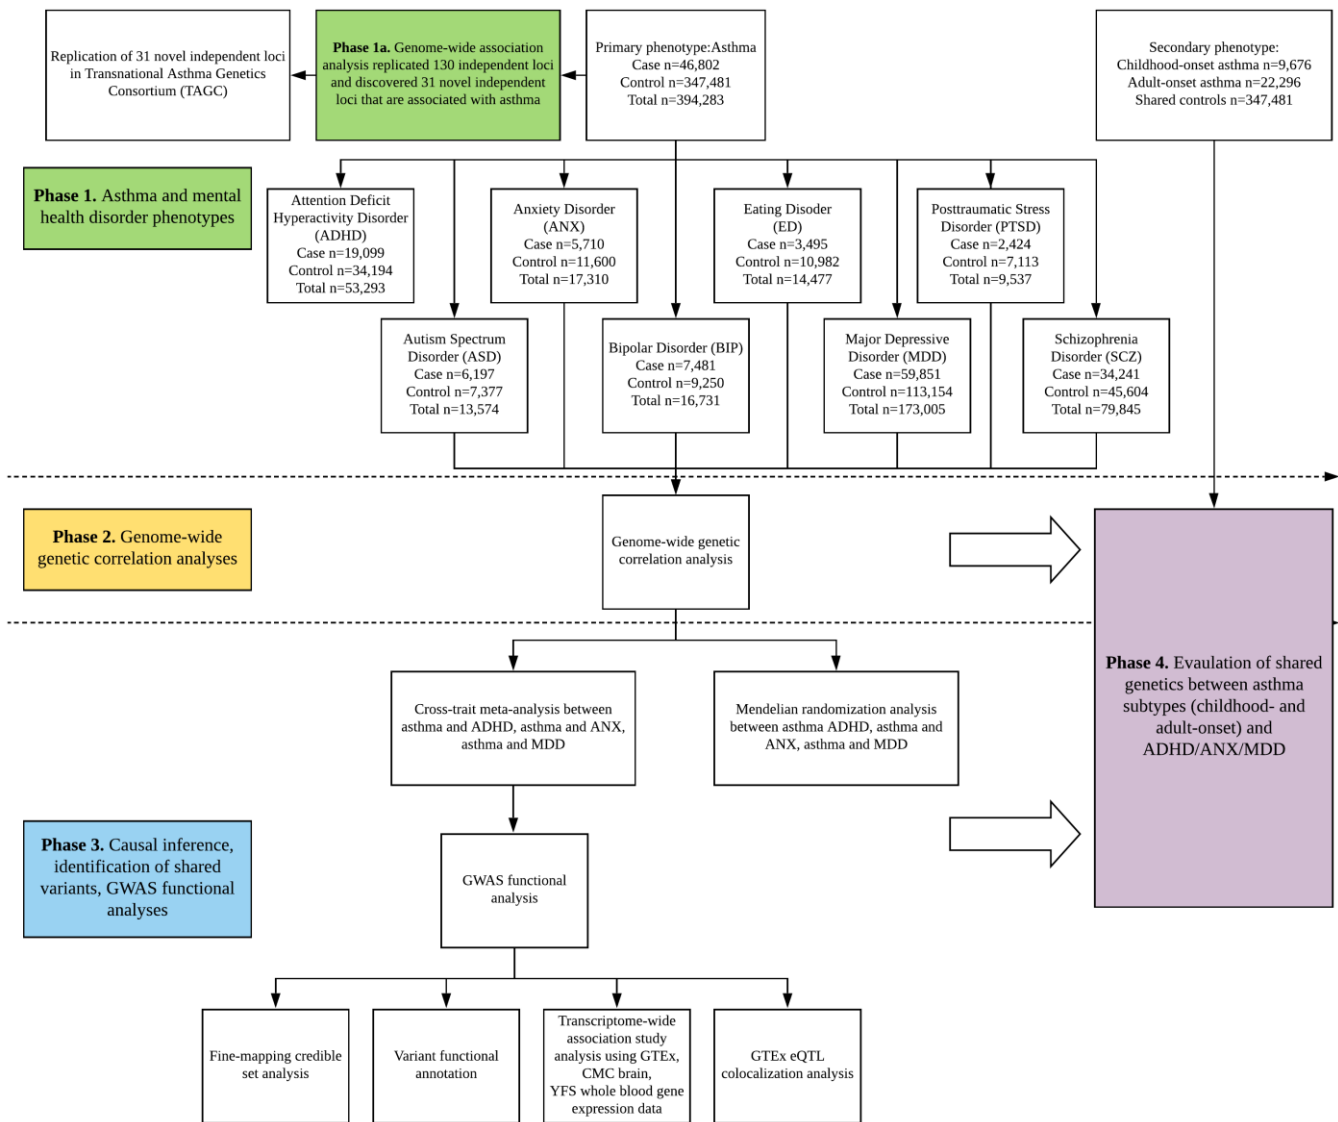 Replication of 31 novel independent loci
in Transnational Asthma Genetics
Consortium (TAGC)
Phase 1a. Genome-wide association
analysis replicated 130 independent loci
and discovered 31 novel independent
loci that are associated with asthma
Primary phenotype:Asthma
Case n=46,802
Control n=347,481
Total n=394,283
Secondary phenotype:
Childhood-onset asthma n=9,676
Adult-onset asthma n=22,296
Shared controls n=347,481
Phase 1. Asthma and mental
health disorder phenotypes
Attention Deficit
Hyperactivity Disorder
(ADHD)
Case n=19,099
Control n=34,194
Total n=53,293
Anxiety Disorder
(ANX)
Case n=5,710
Control n=11,600
Total n=17,310
Eating Disoder
(ED)
Case n=3,495
Control n=10,982
Total n=14,477
Posttraumatic Stress
Disorder (PTSD)
Case n=2,424
Control n=7,113
Total n=9,537
Autism Spectrum
Disorder (ASD)
Case n=6,197
Control n=7,377
Total n=13,574
Bipolar Disorder (BIP)
Case n=7,481
Control n=9,250
Total n=16,731
Major Depressive
Disorder (MDD)
Case n=59,851
Control n=113,154
Total n=173,005
Schizophrenia
Disorder (SCZ)
Case n=34,241
Control n=45,604
Total n=79,845
Phase 2. Genome-wide
genetic correlation analyses
Genome-wide genetic
correlation analysis
Phase 4. Evaulation of shared
genetics between asthma
subtypes (childhood- and
adult-onset) and
ADHD/ANX/MDD
Cross-trait meta-analysis between
asthma and ADHD, asthma and ANX,
asthma and MDD
Mendelian randomization analysis
between asthma ADHD, asthma and
ANX, asthma and MDD
Phase 3. Causal inference,
identification of shared
variants, GWAS functional
analyses
GWAS functional
analysis
Fine-mapping credible
set analysis
Variant functional
annotation
Transcriptome-wide
association study
analysis using GTEx,
CMC brain,
YFS whole blood gene
expression data
GTEx eQTL
colocalization analysis